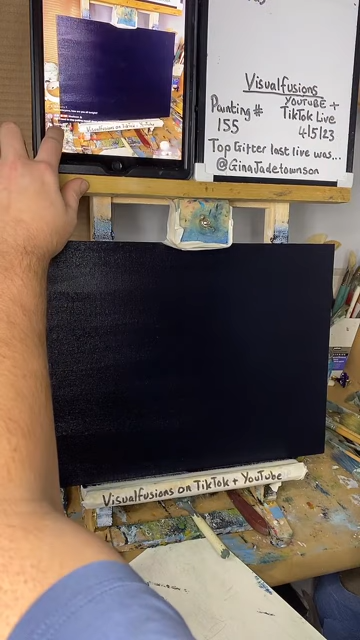 Visualfusions
Painting #
155
YOUTUBE +
TikTok Live
4/5/23
Top Gifter last live was...
@GinaJadetownson
Visualfusions on TikTok + YouTube
Visualfusions on TikTok + YouTube